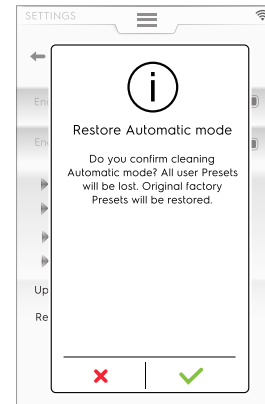 SETTINGS
Restore Automatic mode
Do you confirm cleaning
Automatic mode? All user Presets
will be lost. Original factory
Presets will be restored.
Up
Re